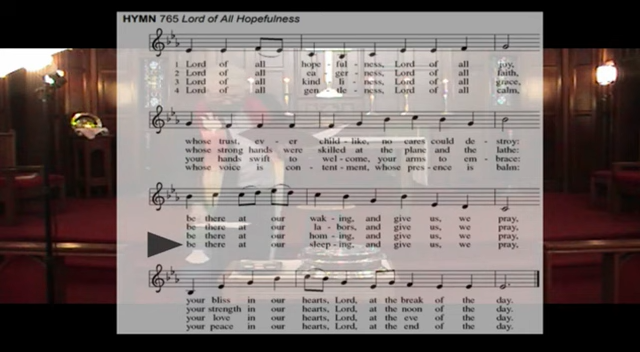 HYMN 765 Lord of All Hopefulness
1 Lord of all hope - ful - ness, Lord of all joy,
2 Lord of all ea - ger - ness, Lord of all faith,
3 Lord of all kind - li - ness, Lord of all grace,
4 Lord of all gen - tle - ness, Lord of all calm,
whose trust, ev - er child - like, no cares could de - stroy:
whose strong hands were skilled at the plane and the lathe:
your hands swift to wel - come, your arms to em - brace:
whose voice is con - tent - ment, whose pres - ence is balm:
be there at our wak - ing, and give us, we pray,
be there at our la - bors, and give us, we pray,
be there at our hom - ing, and give us, we pray,
be there at our sleep - ing, and give us, we pray,
your bliss in our hearts, Lord, at the break of the day.
your strength in our hearts, Lord, at the noon of the day.
your love in our hearts, Lord, at the eve of the day.
your peace in our hearts, Lord, at the end of the day.